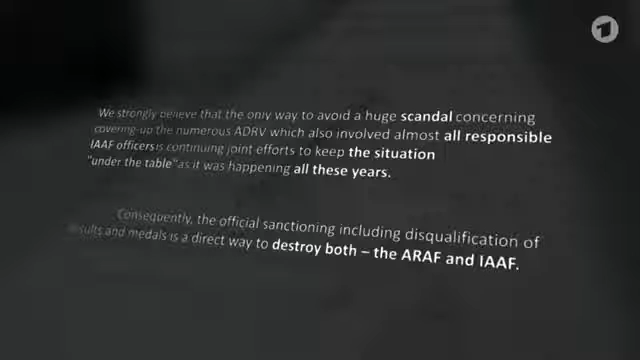 We strongly believe that the only way to avoid a huge scandal concerning
covering-up the numerous ADRV which also involved almost all responsible
IAAF officers is continuing joint efforts to keep the situation
"under the table" as it was happening all these years.
Consequently, the official sanctioning including disqualification of
results and medals is a direct way to destroy both – the ARAF and IAAF.
1